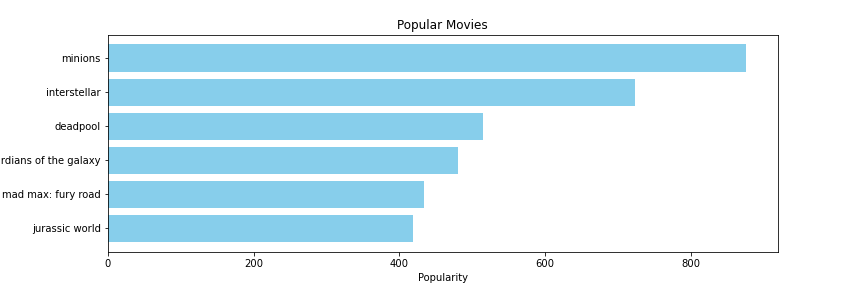 Popular Movies
minions
interstellar
deadpool
rdians of the galaxy
mad max: fury road
jurassic world
0 200 400 600 800
Popularity